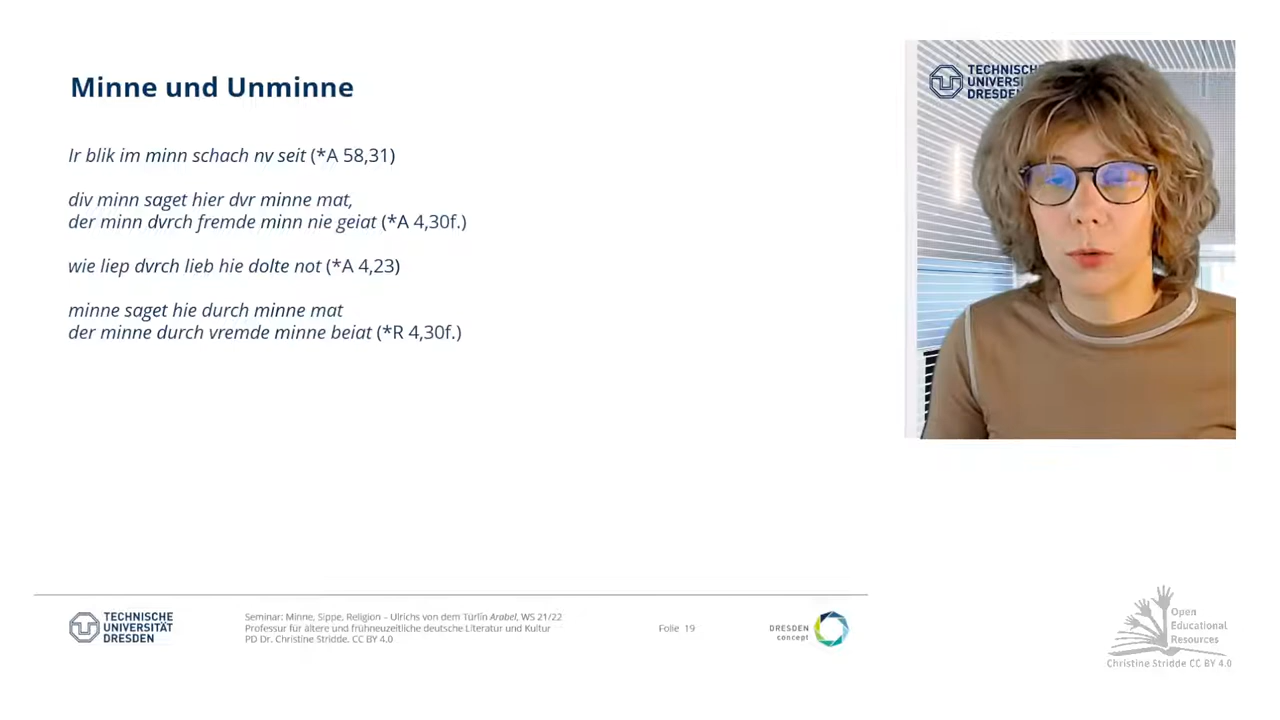 Minne und Unminne
Ir blik im minn schach nv seit (*A 58,31)
div minn saget hier dvr minne mat,
der minn dvrch fremde minn nie geiat (*A 4,30f.)
wie liep dvrch lieb hie dolte not (*A 4,23)
minne saget hie durch minne mat
der minne durch vremde minne beiat (*R 4,30f.)
TECHNISCH
UNIVERSI
DRESDEN
TECHNISCHE
UNIVERSITÄT
DRESDEN
Seminar: Minne, Sippe, Religion – Ulrichs von dem Türlîn Arabel, WS 21/22
Professur für ältere und frühneuzeitliche deutsche Literatur und Kultur
PD Dr. Christine Stridde. CC BY 4.0
Folie 19
DRESDEN
concept
Open
Educational
Resources
Christine Stridde CC BY 4.0